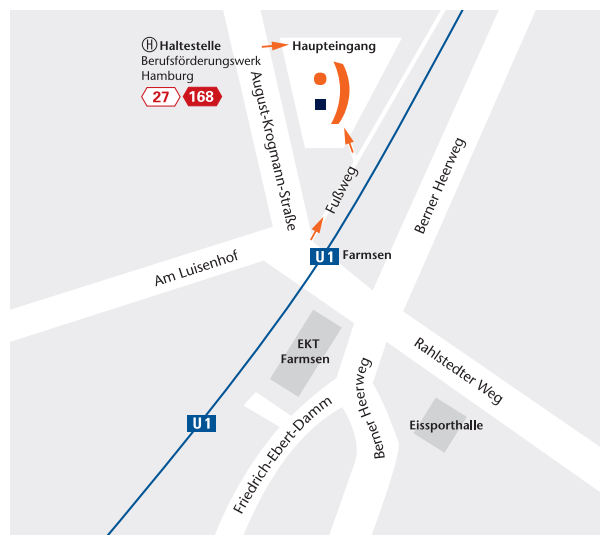 H Haltestelle
Berufsförderungswerk
Hamburg
27 168
Haupteingang
August-Krogmann-Straße
Fußweg
Berner Heerweg
Am Luisenhof
U1 Farmsen
EKT
Farmsen
Rahlstedter Weg
Berner Heerweg
Eissporthalle
U1
Friedrich-Ebert-Damm